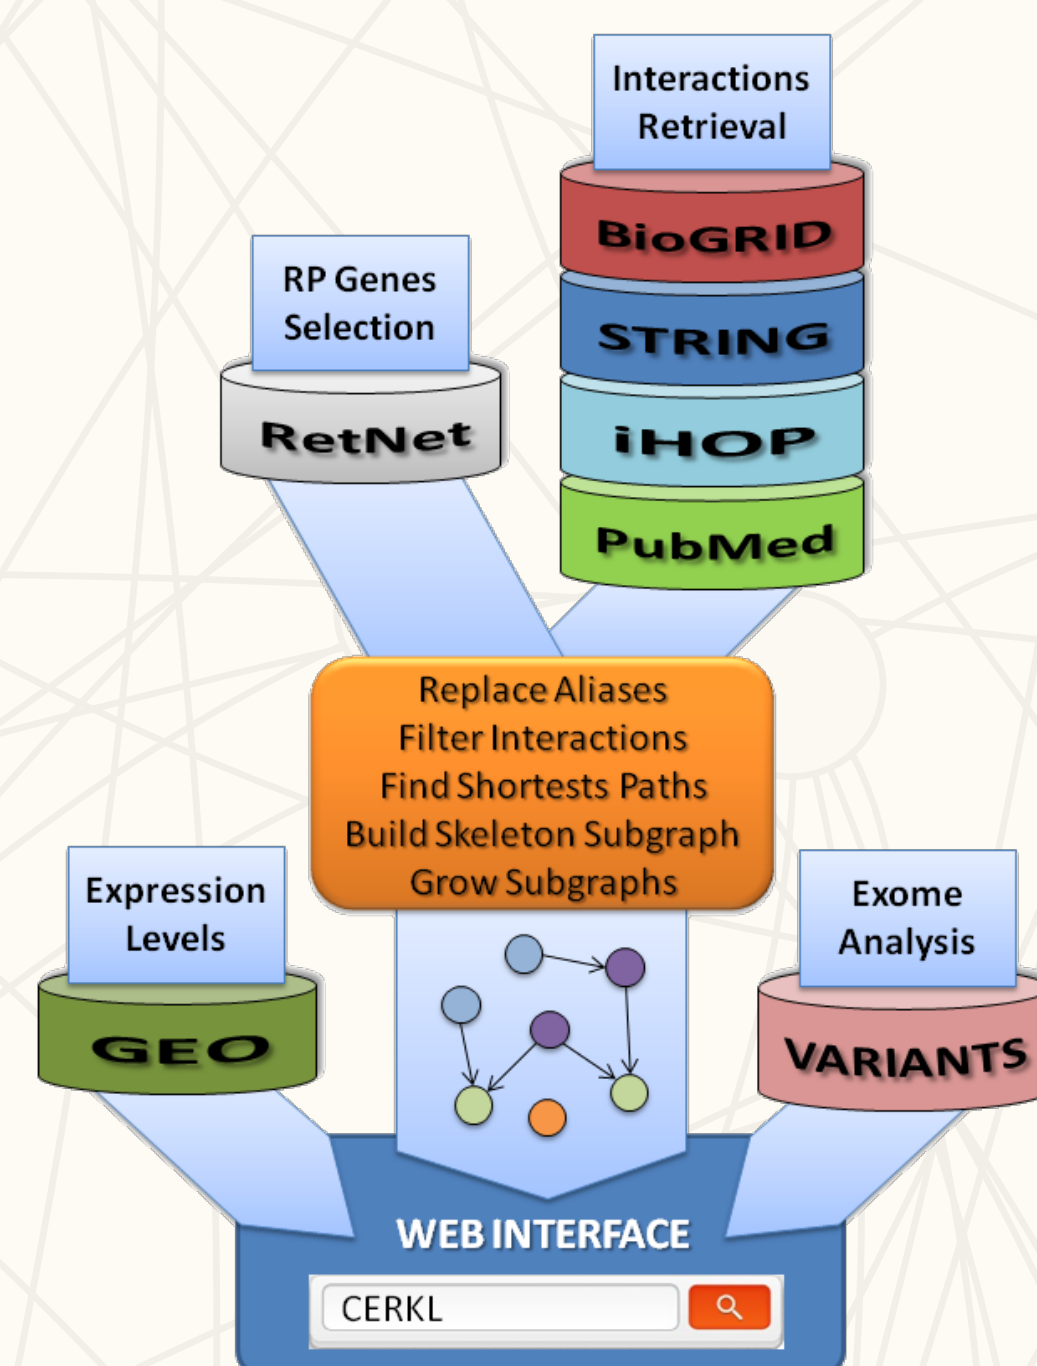 Interactions
Retrieval
BioGRID
RP Genes
Selection
STRING
RetNet
iHOP
PubMed
Replace Aliases
Filter Interactions
Find Shortests Paths
Build Skeleton Subgraph
Grow Subgraphs
Expression
Levels
GEO
Exome
Analysis
VARIANTS
WEB INTERFACE
CERKL